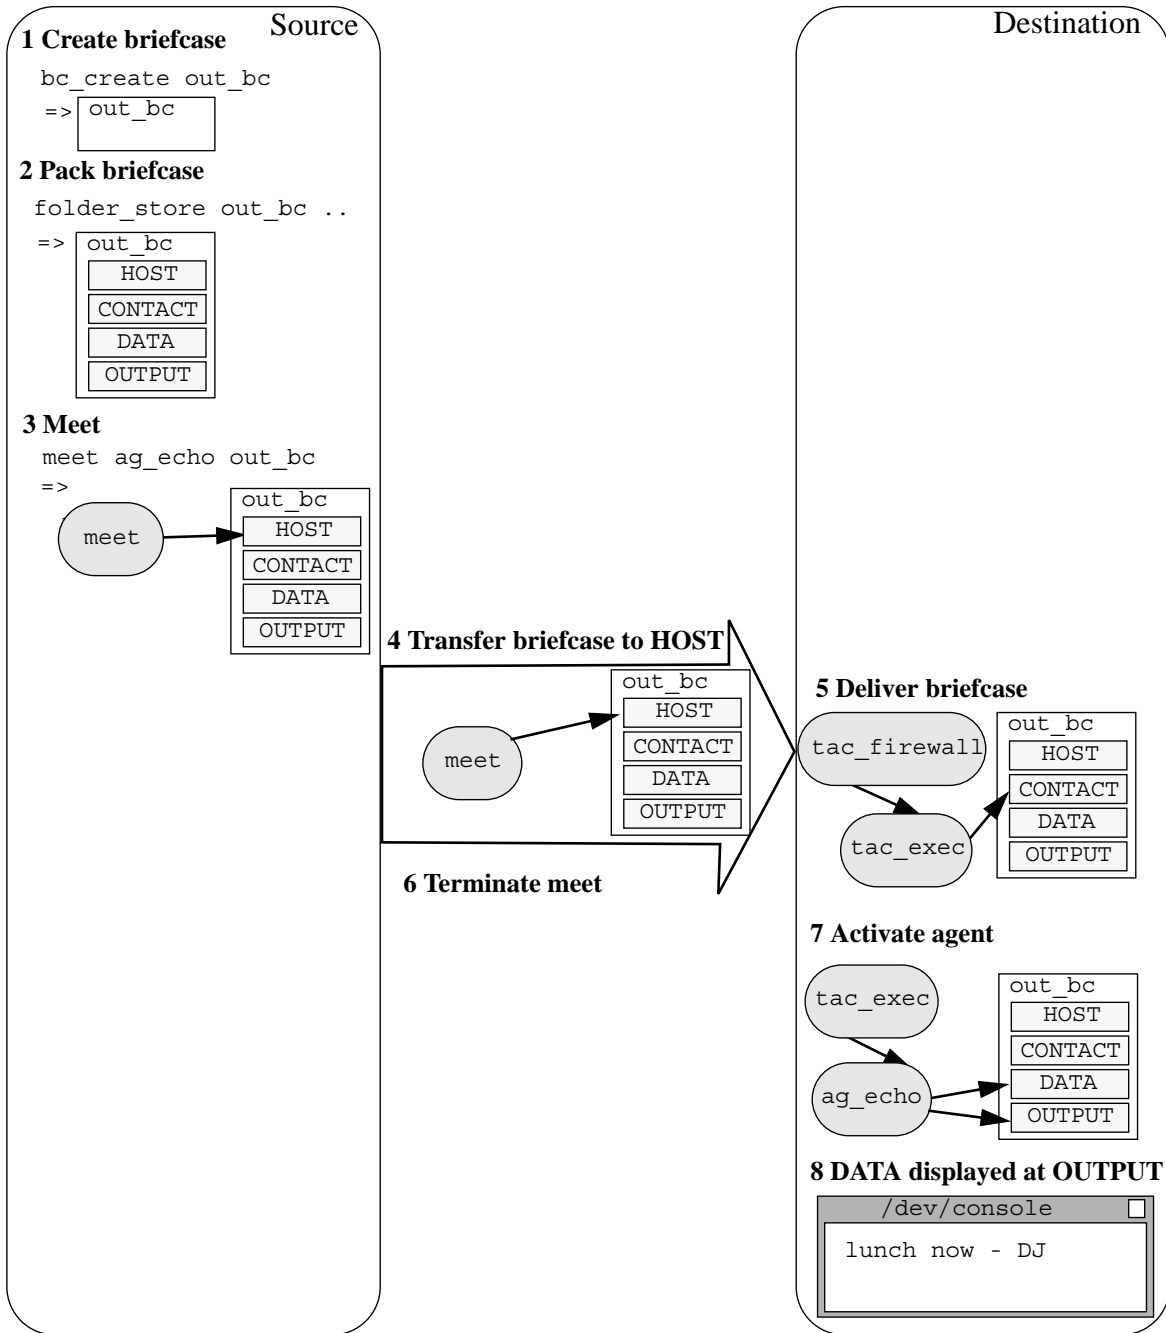 Source
1 Create briefcase
bc_create out_bc
=> out_bc
2 Pack briefcase
folder_store out_bc ..
=> out_bc
HOST
CONTACT
DATA
OUTPUT
3 Meet
meet ag_echo out_bc
=>
meet
out_bc
HOST
CONTACT
DATA
OUTPUT
4 Transfer briefcase to HOST
meet
out_bc
HOST
CONTACT
DATA
OUTPUT
6 Terminate meet
Destination
5 Deliver briefcase
tac_firewall
tac_exec
out_bc
HOST
CONTACT
DATA
OUTPUT
7 Activate agent
tac_exec
ag_echo
out_bc
HOST
CONTACT
DATA
OUTPUT
8 DATA displayed at OUTPUT
/dev/console
lunch now - DJ